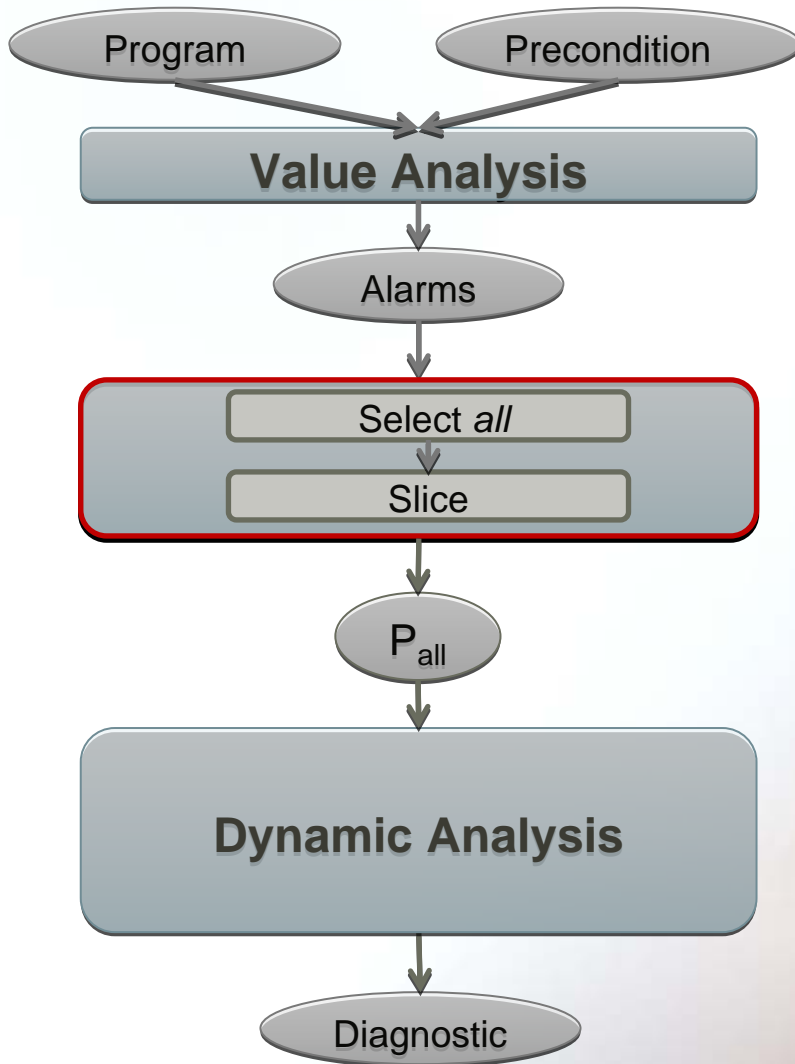 Program
Precondition
Value Analysis
Alarms
Select all
Slice
Pall
Dynamic Analysis
Diagnostic